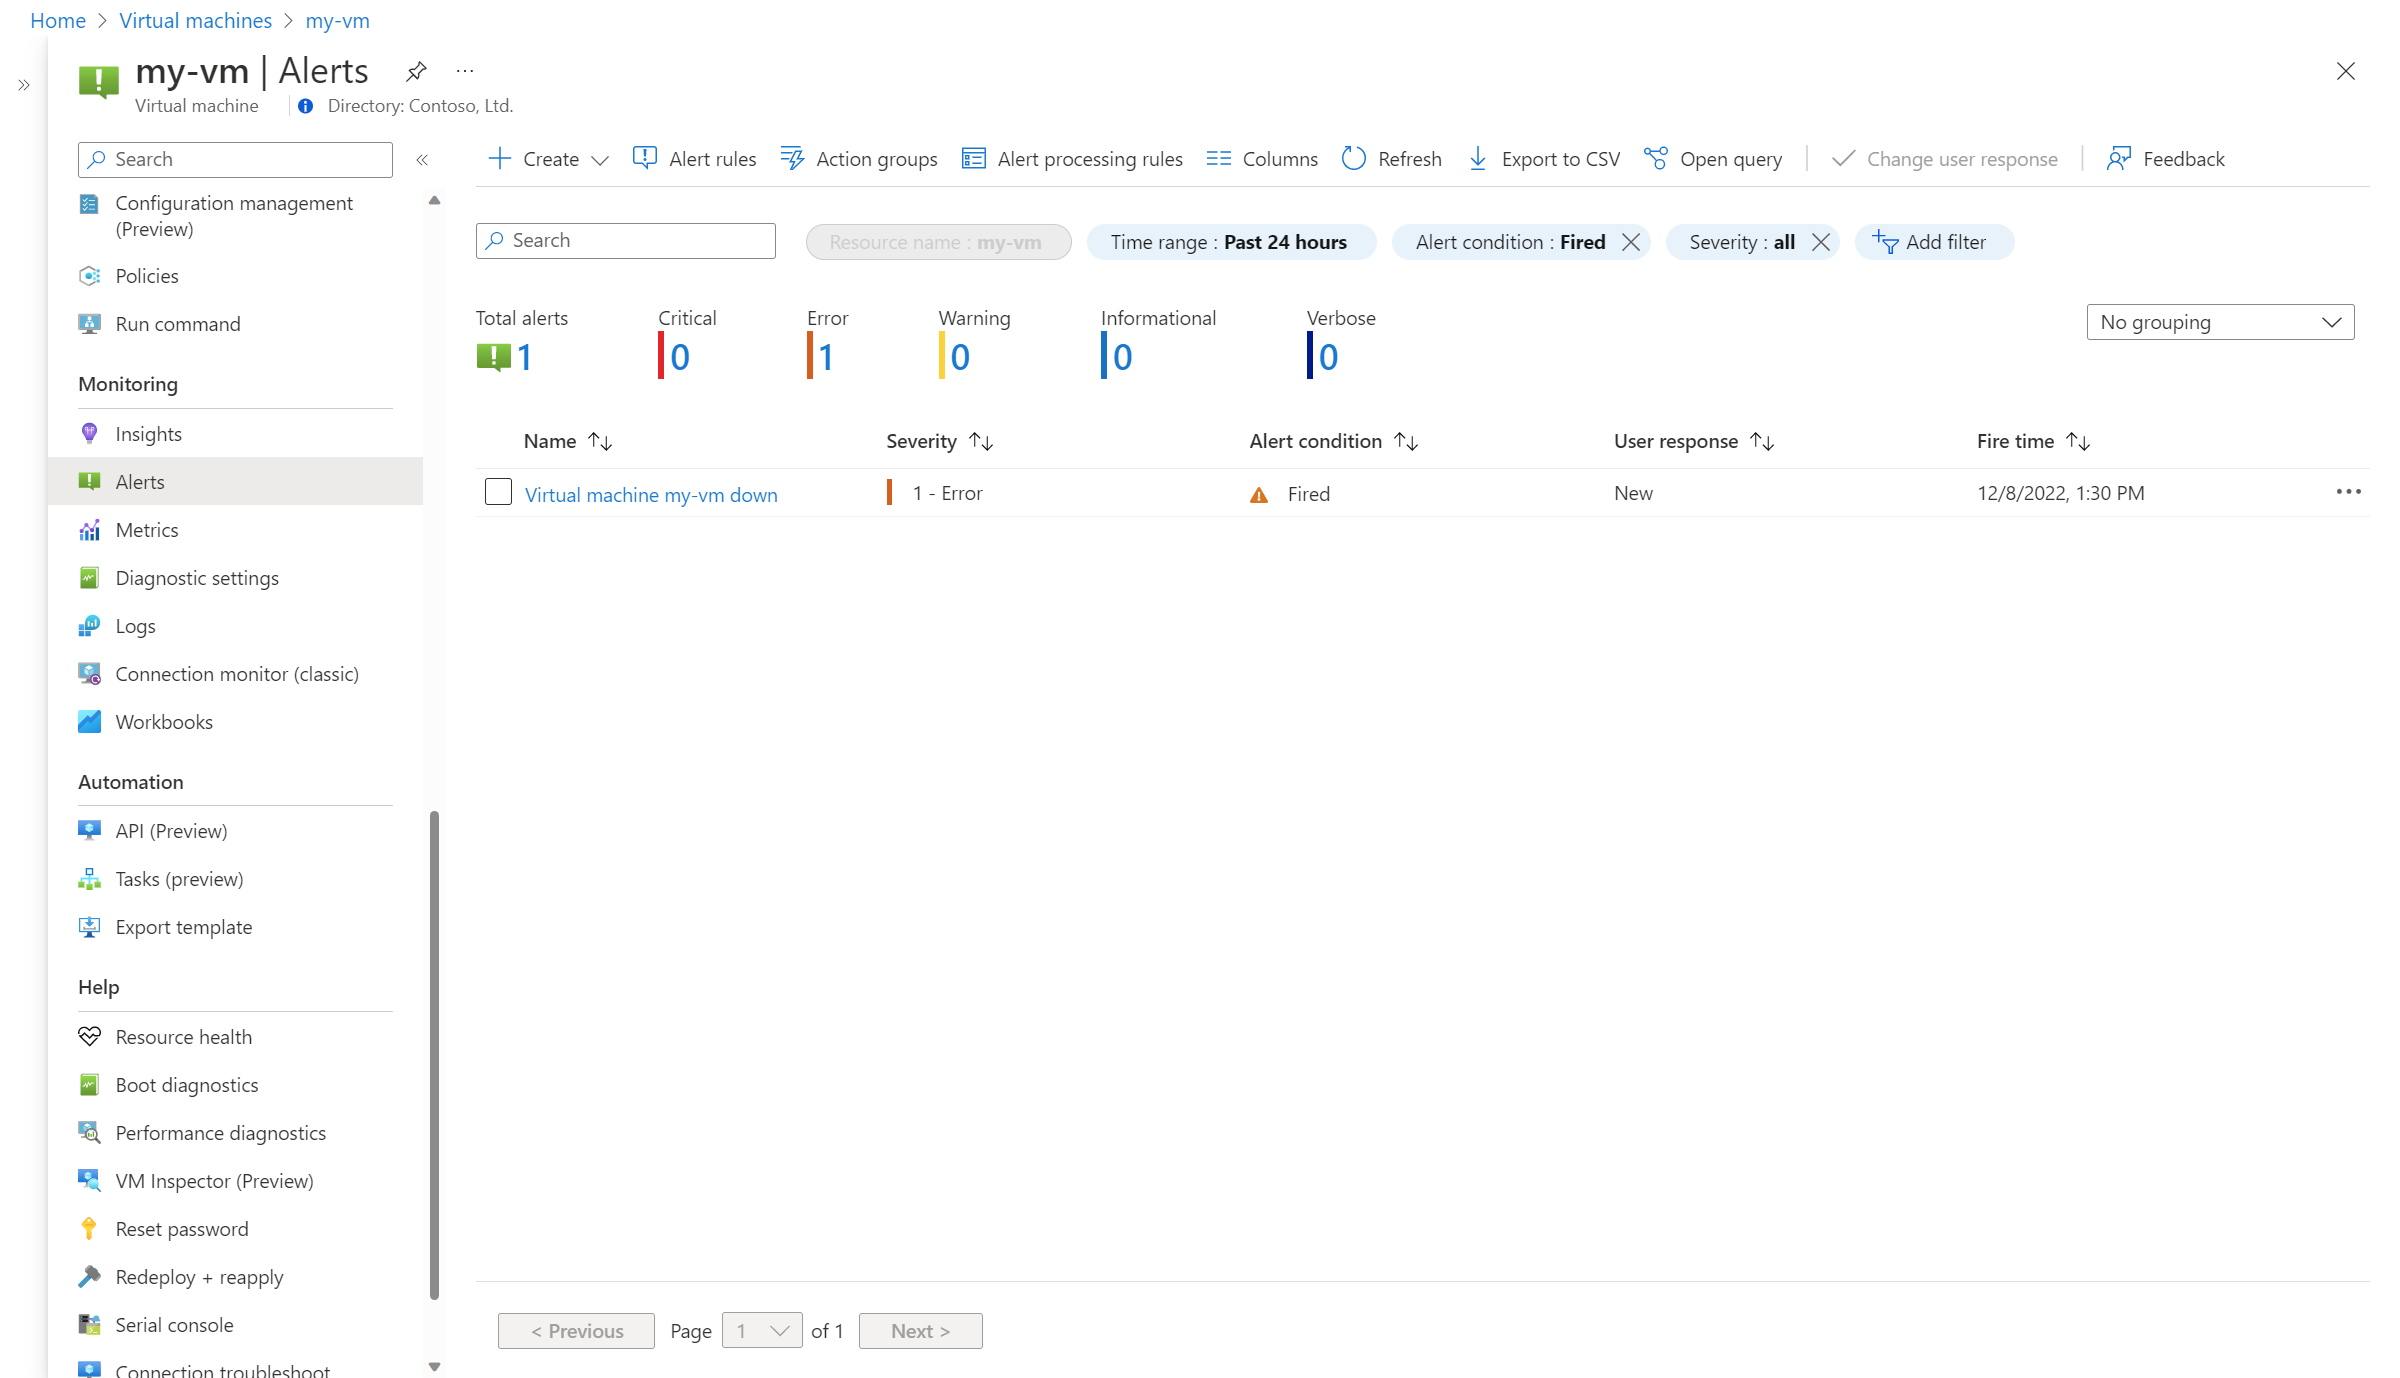 Home > Virtual machines > my-vm
my-vm | Alerts
Virtual machine
Directory: Contoso, Ltd.
Search
Configuration management
(Preview)
Policies
Run command
Monitoring
Insights
Alerts
Metrics
Diagnostic settings
Logs
Connection monitor (classic)
Workbooks
Automation
API (Preview)
Tasks (preview)
Export template
Help
Resource health
Boot diagnostics
Performance diagnostics
VM Inspector (Preview)
Reset password
Redeploy + reapply
Serial console
Connection troubleshoot
Create Alert rules Action groups Alert processing rules Columns Refresh Export to CSV Open query Change user response Feedback
Search
Resource name : my-vm
Time range : Past 24 hours
Alert condition : Fired
Severity : all
Add filter
Total alerts
1
Critical
0
Error
1
Warning
0
Informational
0
Verbose
0
No grouping
Name Severity Alert condition User response Fire time
Virtual machine my-vm down 1 - Error Fired New 12/8/2022, 1:30 PM
< Previous Page 1 of 1 Next >